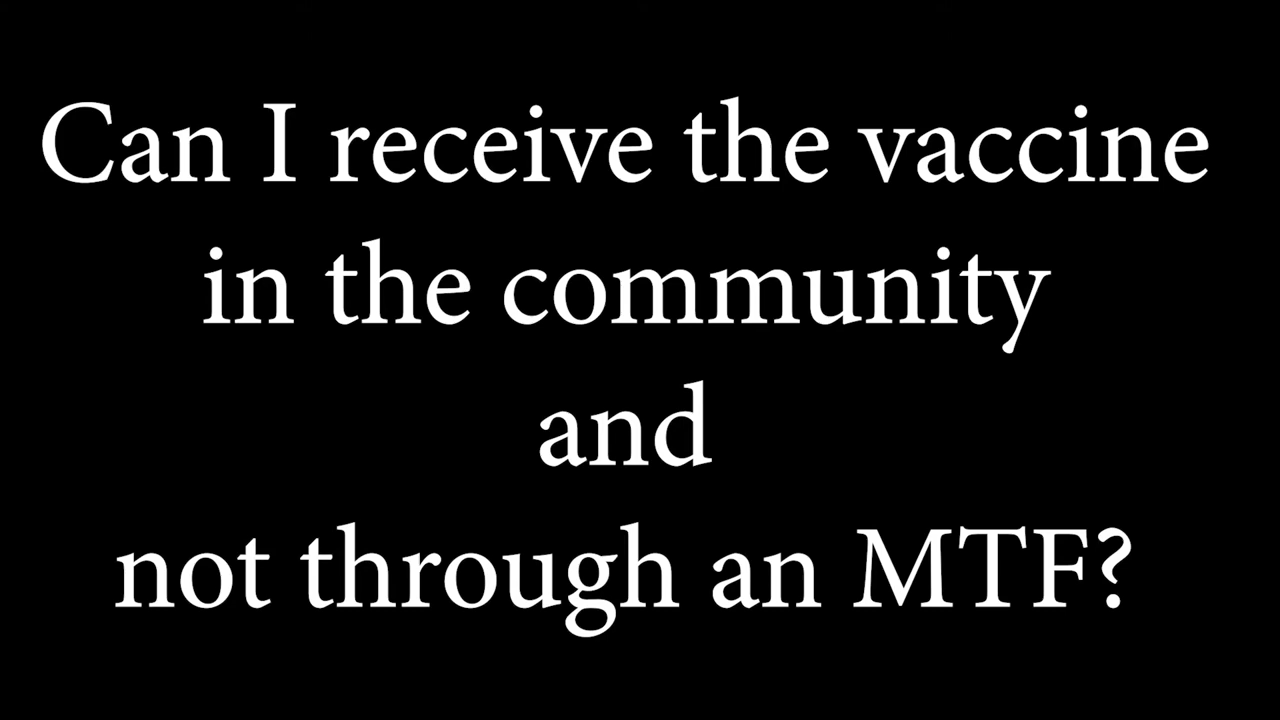 Can I receive the vaccine
in the community
and
not through an MTF?